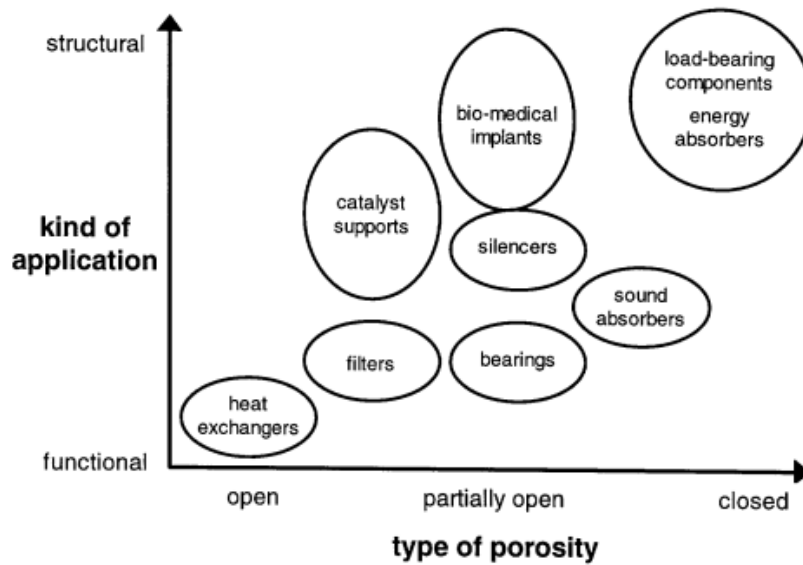 structural
load-bearing
components
energy
absorbers
bio-medical
implants
catalyst
supports
kind of
application
silencers
sound
absorbers
filters
bearings
heat
exchangers
functional
open
partially open
closed
type of porosity